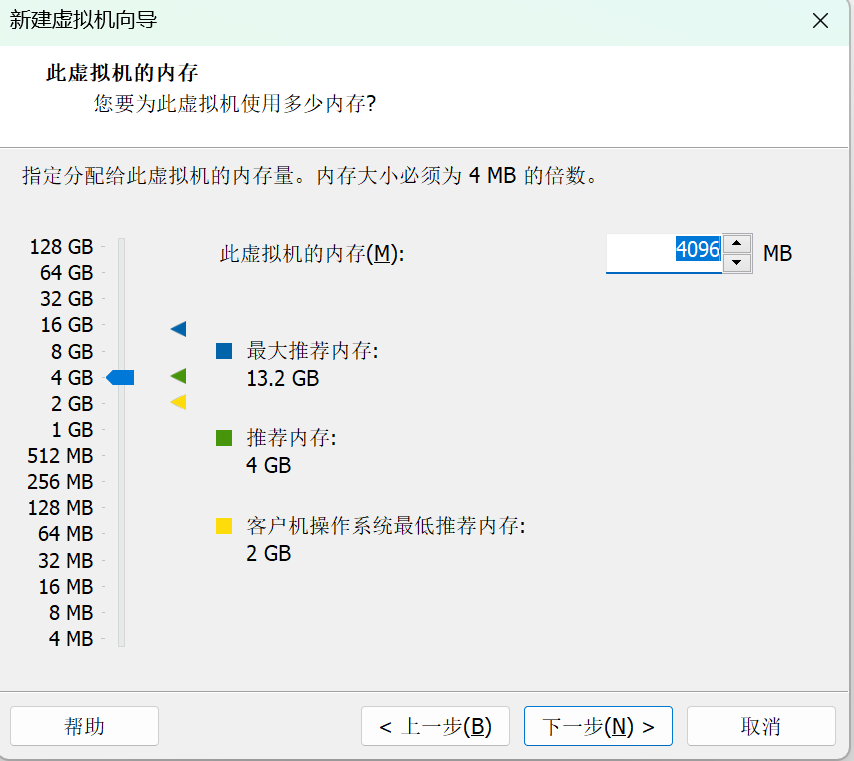 新建虚拟机向导
此虚拟机的内存
您要为此虚拟机使用多少内存?
指定分配给此虚拟机的内存量。内存大小必须为 4 MB 的倍数。
128 GB
64 GB
32 GB
16 GB
8 GB
4 GB
2 GB
1 GB
512 MB
256 MB
128 MB
64 MB
32 MB
16 MB
8 MB
4 MB
此虚拟机的内存(M): 4096 MB
最大推荐内存:
13.2 GB
推荐内存:
4 GB
客户机操作系统最低推荐内存:
2 GB
帮助 < 上一步(B) 下一步(N) > 取消